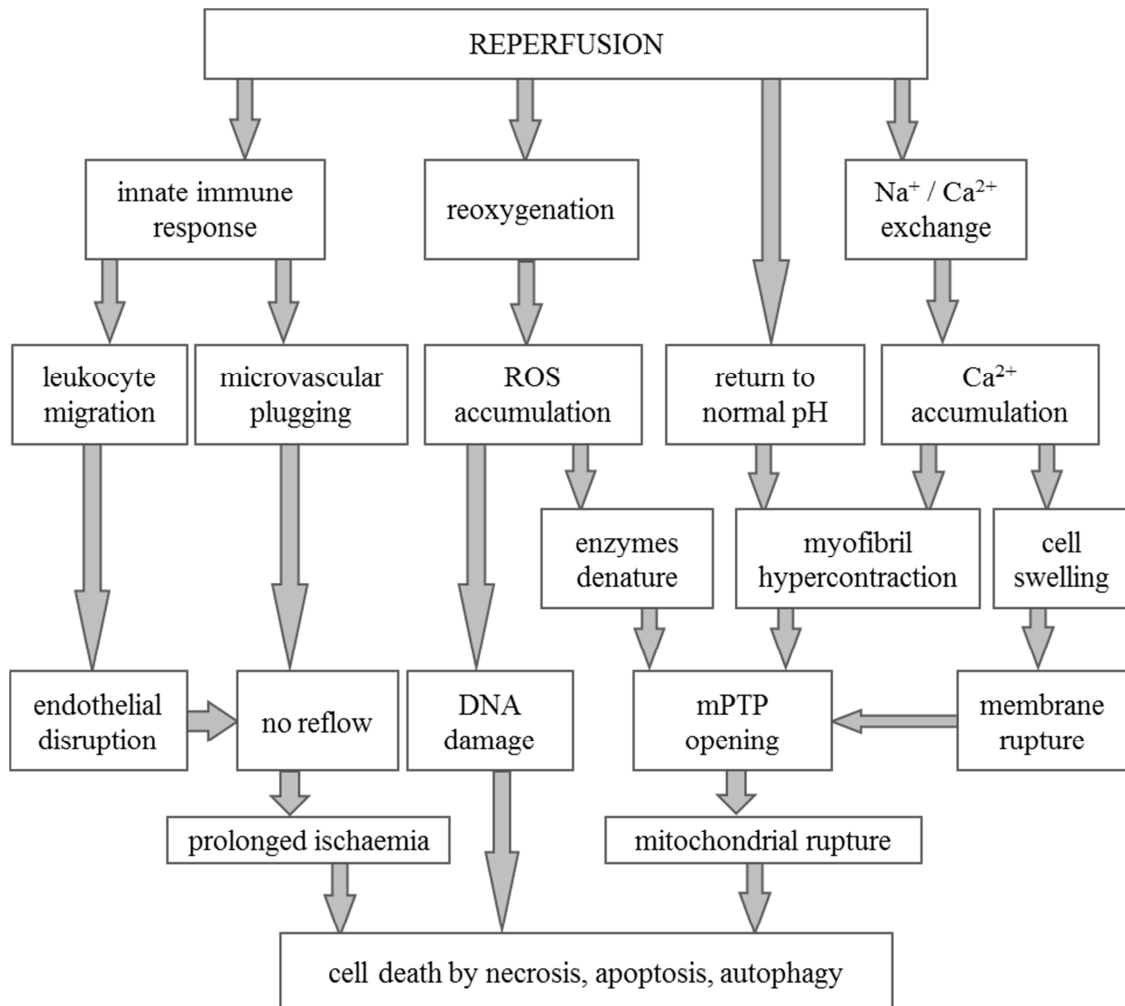 REPERFUSION
innate immune
response
reoxygenation
Na⁺ / Ca²⁺
exchange
leukocyte
migration
microvascular
plugging
ROS
accumulation
return to
normal pH
Ca²⁺
accumulation
enzymes
denature
myofibril
hypercontraction
cell
swelling
endothelial
disruption
no reflow
DNA
damage
mPTP
opening
membrane
rupture
prolonged ischaemia
mitochondrial rupture
cell death by necrosis, apoptosis, autophagy